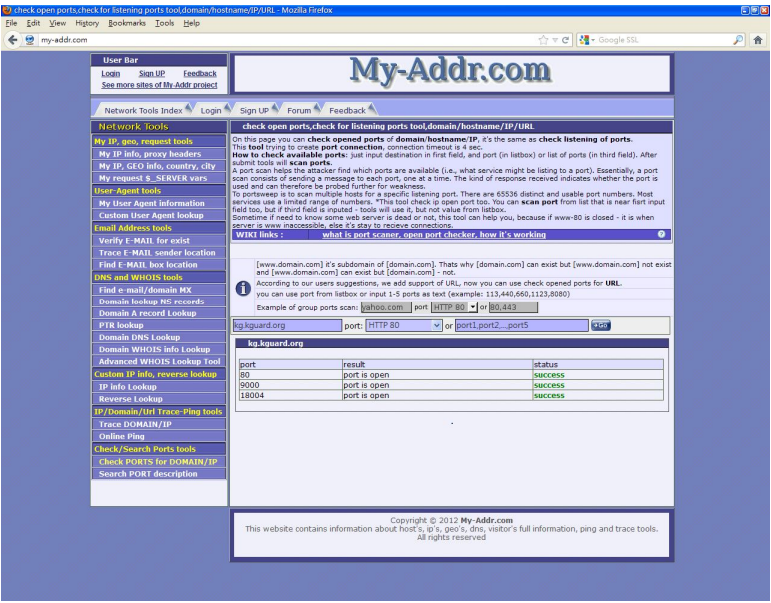 check open ports,check for listening ports tool,domain/hostname/IP/URL - Mozilla Firefox
File Edit View History Bookmarks Tools Help
my-addr.com
Google SSL
User Bar
Login Sign UP Feedback
See more sites of My-Addr project
My-Addr.com
Network Tools Index Login Sign UP Forum Feedback
Network Tools
My IP, geo, request tools
My IP info, proxy headers
My IP, GEO info, country, city
My request $_SERVER vars
User-Agent tools
My User Agent information
Custom User Agent lookup
Email Address tools
Verify E-MAIL for exist
Trace E-MAIL sender location
Find E-MAIL box location
DNS and WHOIS tools
Find e-mail/domain MX
Domain lookup NS records
Domain A record Lookup
PTR lookup
Domain DNS Lookup
Domain WHOIS info Lookup
Advanced WHOIS Lookup Tool
Custom IP info, reverse lookup
IP info Lookup
Reverse Lookup
IP/Domain/Url Trace-Ping tools
Trace DOMAIN/IP
Online Ping
Check/Search Ports tools
Check PORTS for DOMAIN/IP
Search PORT description
check open ports,check for listening ports tool,domain/hostname/IP/URL
On this page you can check opened ports of domain/hostname/IP, it's the same as check listening of ports.
This tool trying to create port connection, connection timeout is 4 sec.
How to check available ports: just input destination in first field, and port (in listbox) or list of ports (in third field). After
submit tools will scan ports.
A port scan helps the attacker find which ports are available (i.e., what service might be listing to a port). Essentially, a port
scan consists of sending a message to each port, one at a time. The kind of response received indicates whether the port is
used and can therefore be probed further for weakness.
To portsweep is to scan multiple hosts for a specific listening port. There are 65536 distinct and usable port numbers. Most
services use a limited range of numbers. *This tool check ip open port too. You can scan port from list that is near fiert input
field too, but if third field is inputed - tools will use it, but not value from listbox.
Sometime if need to know some web server is dead or not, this tool can help you, because if www-80 is closed - it is when
server is www inaccessible, else it's stay to recieve connections.
WIKI links : what is port scaner, open port checker, how it's working
[www.domain.com] it's subdomain of [domain.com]. Thats why [domain.com] can exist but [www.domain.com] not exist
and [www.domain.com] can exist but [domain.com] - not.
According to our users suggestions, we add support of URL, now you can use check opened ports for URL.
you can use port from listbox or input 1-5 ports as text (example: 113,440,660,1123,8080)
Example of group ports scan: yahoo.com port HTTP 80 or 80,443
kg.kguard.org port: HTTP 80 or port1,port2,...,port5 GO
kg.kguard.org
port result status
80 port is open success
9000 port is open success
18004 port is open success
Copyright © 2012 My-Addr.com
This website contains information about host's, ip's, geo's, dns, visitor's full information, ping and trace tools.
All rights reserved